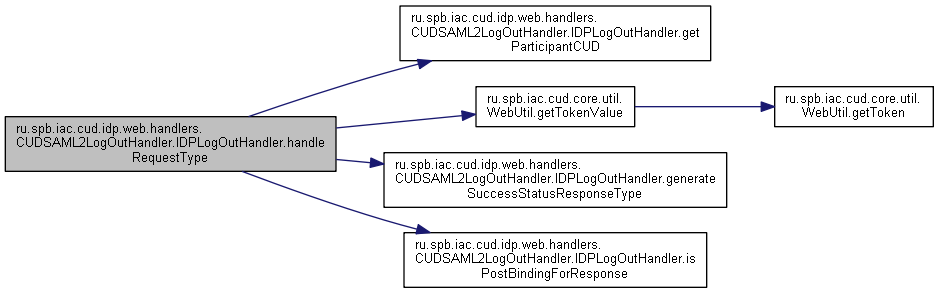 ru.spb.iac.cud.idp.web.handlers.
CUDSAML2LogOutHandler.IDPLogOutHandler.get
ParticipantCUD
ru.spb.iac.cud.core.util.
WebUtil.getTokenValue
ru.spb.iac.cud.core.util.
WebUtil.getToken
ru.spb.iac.cud.idp.web.handlers.
CUDSAML2LogOutHandler.IDPLogOutHandler.handle
RequestType
ru.spb.iac.cud.idp.web.handlers.
CUDSAML2LogOutHandler.IDPLogOutHandler.generate
SuccessStatusResponseType
ru.spb.iac.cud.idp.web.handlers.
CUDSAML2LogOutHandler.IDPLogOutHandler.is
PostBindingForResponse